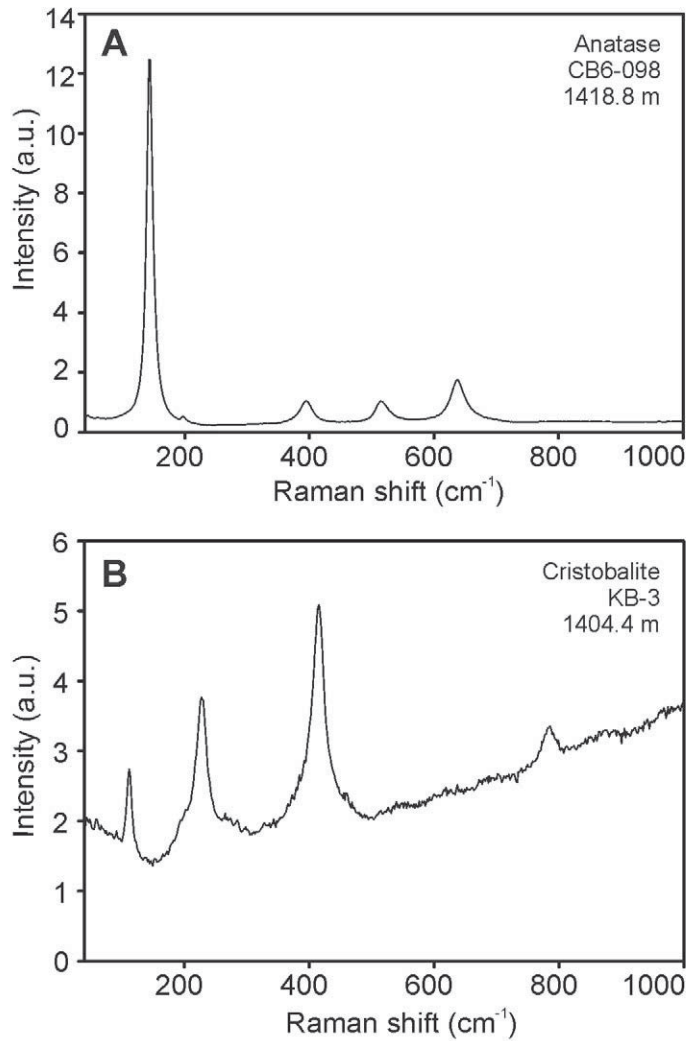 A
Anatase
CB6-098
1418.8 m
14
12
10
8
6
4
2
0
Intensity (a.u.)
200
400
600
800
1000
Raman shift (cm⁻¹)
B
Cristobalite
KB-3
1404.4 m
6
5
4
3
2
1
0
Intensity (a.u.)
200
400
600
800
1000
Raman shift (cm⁻¹)